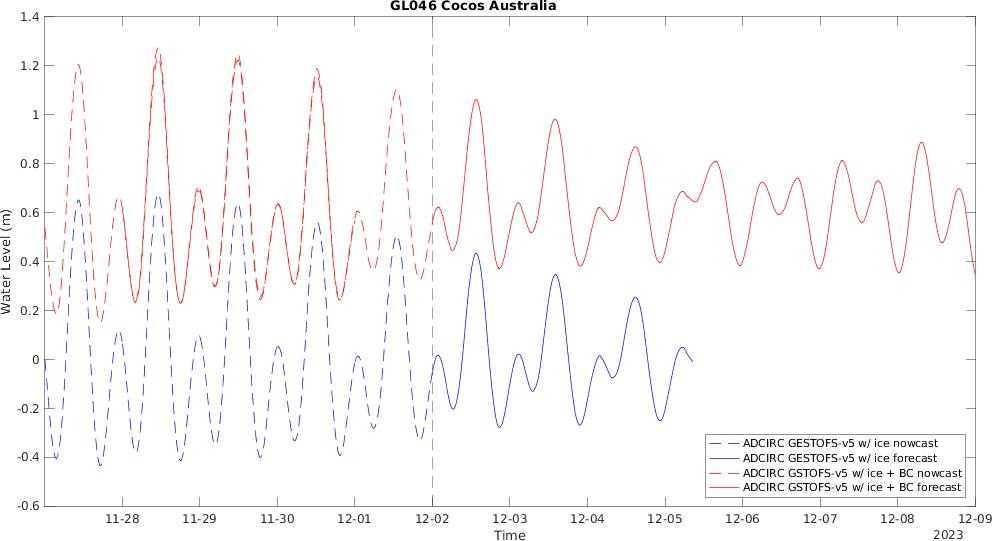 GL046 Cocos Australia
1.4
1.2
1
0.8
0.6
0.4
0.2
0
-0.2
-0.4
-0.6
Water Level (m)
ADCIRC GESTOFS-v5 w/ ice nowcast
ADCIRC GESTOFS-v5 w/ ice forecast
ADCIRC GSTOFS-v5 w/ ice + BC nowcast
ADCIRC GSTOFS-v5 w/ ice + BC forecast
11-28 11-29 11-30 12-01 12-02 12-03 12-04 12-05 12-06 12-07 12-08 12-09
Time
2023